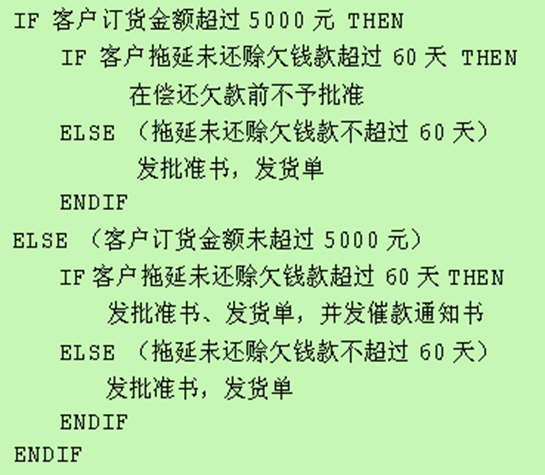 IF 客户订货金额超过 5000 元 THEN
IF 客户拖延未还赊欠钱款超过 60 天 THEN
在偿还欠款前不予批准
ELSE （拖延未还赊欠钱款不超过 60 天）
发批准书，发货单
ENDIF
ELSE （客户订货金额未超过 5000 元）
IF 客户拖延未还赊欠钱款超过 60 天 THEN
发批准书、发货单，并发催款通知书
ELSE （拖延未还赊欠钱款不超过 60 天）
发批准书，发货单
ENDIF
ENDIF